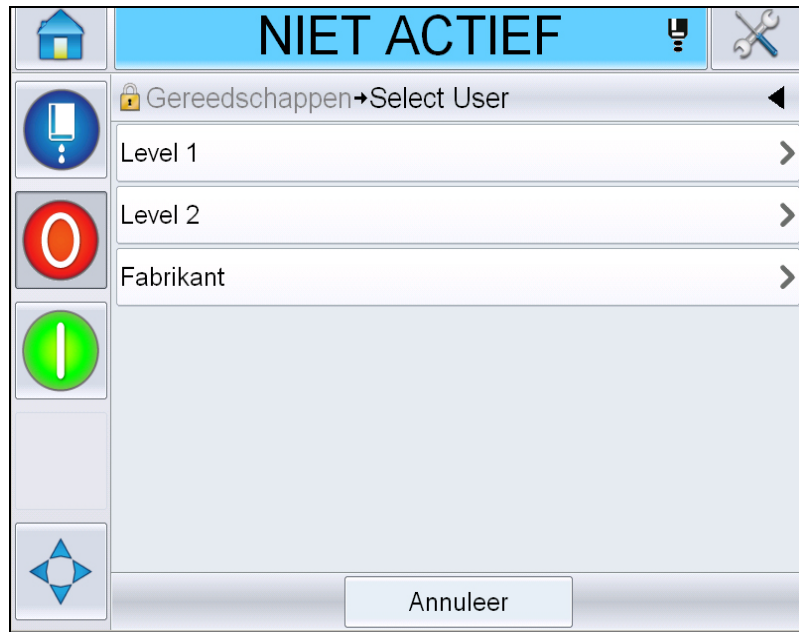 NIET ACTIEF
Gereedschappen→Select User
Level 1
Level 2
Fabrikant
Annuleer